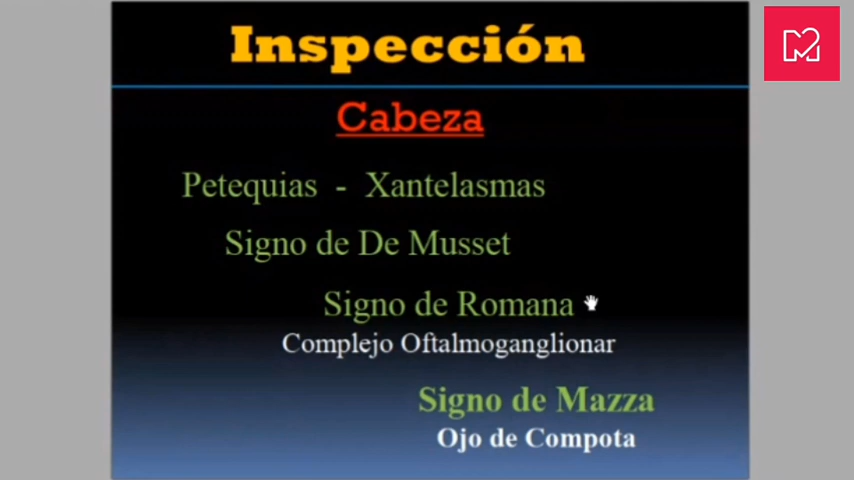 Inspección
Cabeza
Petequias - Xantelasmas
Signo de De Musset
Signo de Romana
Complejo Oftalmoganglionar
Signo de Mazza
Ojo de Compota